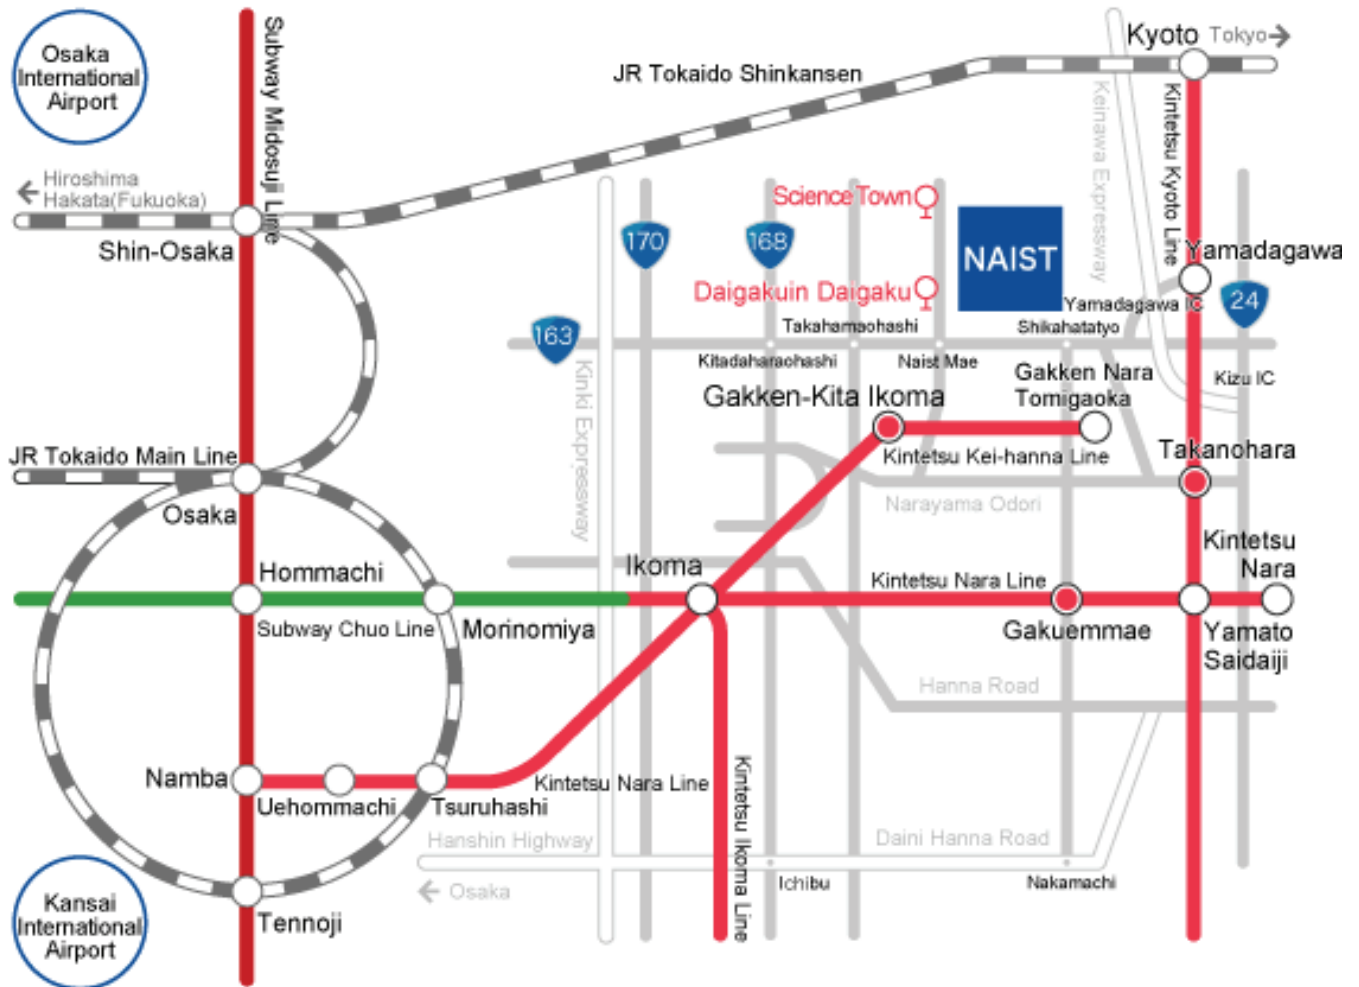 Osaka
International
Airport
Subway Midosuji Line
JR Tokaido Shinkansen
Kyoto
Tokyo→
Keinawa Expressway
Kintetsu Kyoto Line
←Hiroshima
Hakata(Fukuoka)
Shin-Osaka
Science Town
170
168
NAIST
Yamadagawa
Daigakuin Daigaku
Yamadagawa IC
24
163
Takahamaohashi
Shikahatatyo
Kitadaharaohashi
Naist Mae
Kinki Expressway
Gakken-Kita Ikoma
Gakken Nara
Tomigaoka
Kizu IC
JR Tokaido Main Line
Kintetsu Kei-hanna Line
Takanohara
Osaka
Narayama Odori
Hommachi
Ikoma
Kintetsu Nara Line
Kintetsu
Nara
Subway Chuo Line
Morinomiya
Gakuemmae
Yamato
Saidaiji
Hanna Road
Namba
Uehommachi
Tsuruhashi
Kintetsu Nara Line
Kintetsu Ikoma Line
Hanshin Highway
Daini Hanna Road
←Osaka
Ichibu
Nakamachi
Kansai
International
Airport
Tennoji